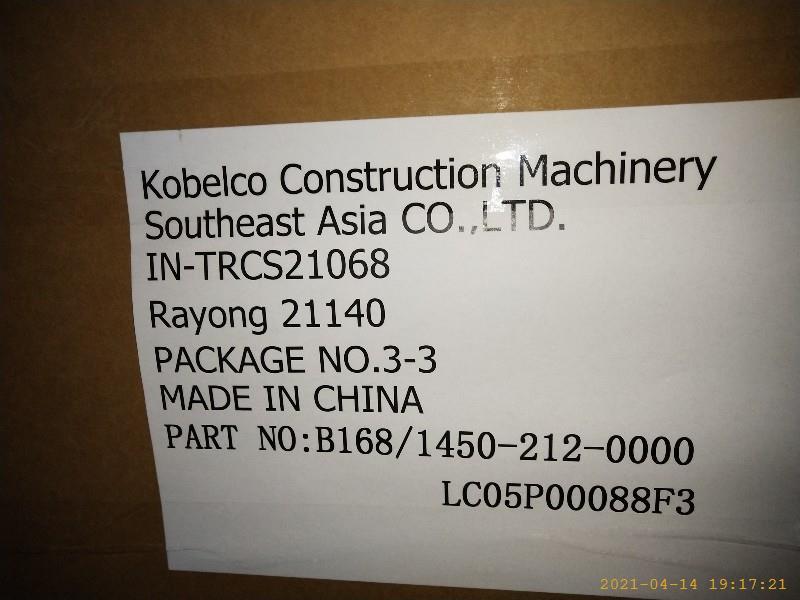 Kobelco Construction Machinery
Southeast Asia CO.,LTD.
IN-TRCS21068
Rayong 21140
PACKAGE NO.3-3
MADE IN CHINA
PART NO:B168/1450-212-0000
LC05P00088F3
2021-04-14 19:17:21